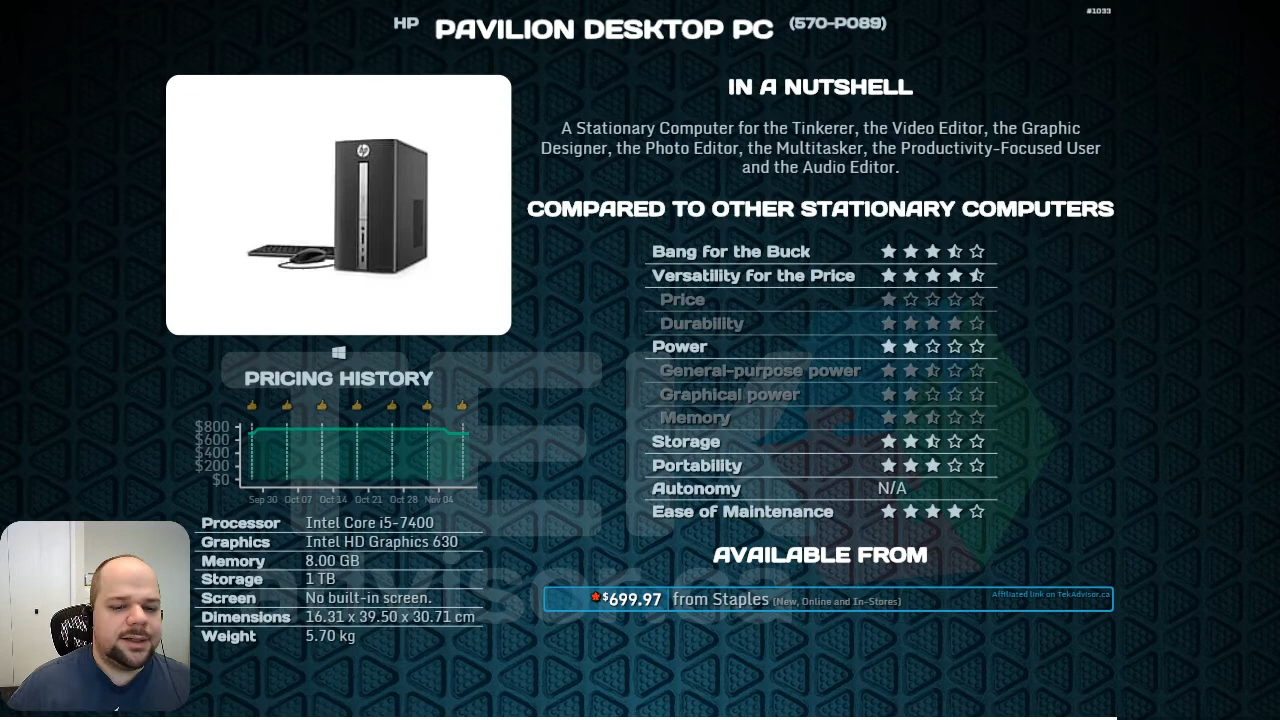 #1033
HP PAVILION DESKTOP PC (570-P089)
IN A NUTSHELL
A Stationary Computer for the Tinkerer, the Video Editor, the Graphic
Designer, the Photo Editor, the Multitasker, the Productivity-Focused User
and the Audio Editor.
COMPARED TO OTHER STATIONARY COMPUTERS
Bang for the Buck
Versatility for the Price
Price
Durability
Power
General-purpose power
Graphical power
Memory
Storage
Portability
Autonomy N/A
Ease of Maintenance
AVAILABLE FROM
$699.97 from Staples (New, Online and In-Stores) Affiliated link on TekAdvisor.ca
hp
PRICING HISTORY
$800
$600
$400
$200
$0
Sep 30 Oct 07 Oct 14 Oct 21 Oct 28 Nov 04
Processor Intel Core i5-7400
Graphics Intel HD Graphics 630
Memory 8.00 GB
Storage 1 TB
Screen No built-in screen.
Dimensions 16.31 x 39.50 x 30.71 cm
Weight 5.70 kg
TEK
advisor.ca